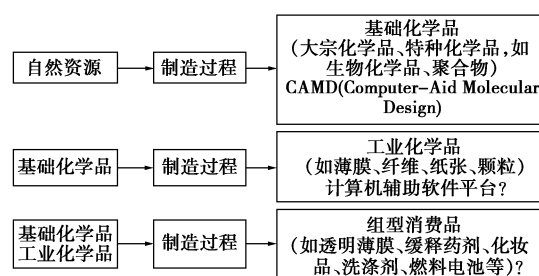 自然资源
制造过程
基础化学品
(大宗化学品、特种化学品,如
生物化学品、聚合物)
CAMD(Computer-Aid Molecular
Design)
基础化学品
制造过程
工业化学品
(如薄膜、纤维、纸张、颗粒)
计算机辅助软件平台?
基础化学品
工业化学品
制造过程
组型消费品
(如透明薄膜、缓释药剂、化妆
品、洗涤剂、燃料电池等)?